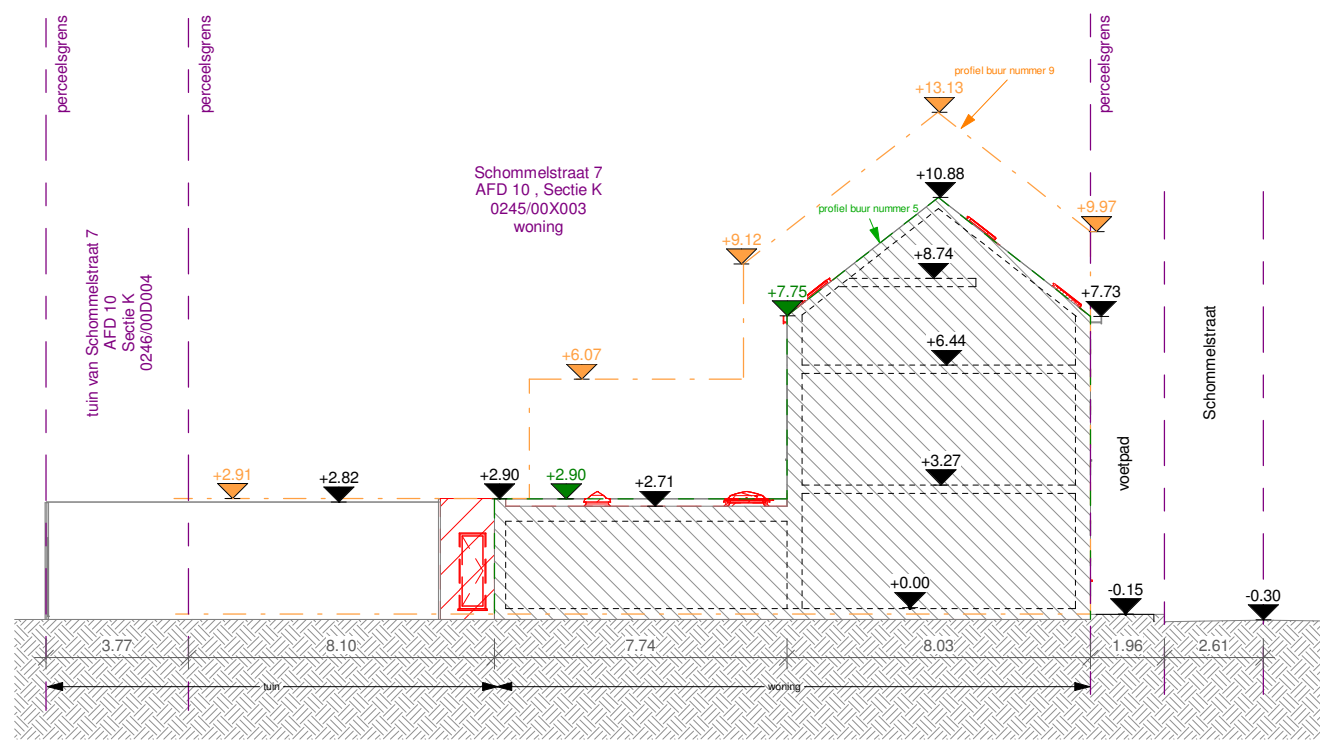 perceelsgrens
perceelsgrens
perceelsgrens
profiel buur nummer 9
+13.13
Schommelstraat 7
AFD 10 , Sectie K
0245/00X003
woning
+10.88
profiel buur nummer 5
+9.97
+9.12
tuin van Schommelstraat 7
AFD 10
Sectie K
0246/00D004
+8.74
+7.75
+7.73
Schommelstraat
+6.07
+6.44
voetpad
+2.91
+2.82
+2.90
+2.90
+2.71
+3.27
+0.00
-0.15
-0.30
3.77
8.10
7.74
8.03
1.96
2.61
tuin
woning